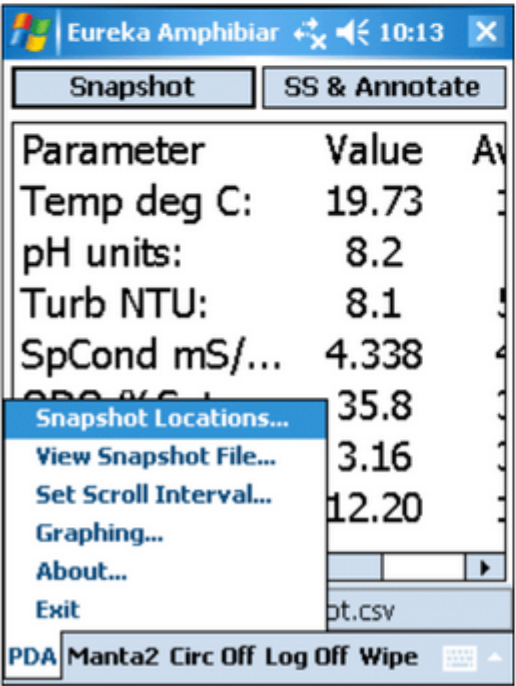 Eureka Amphibiar 10:13
Snapshot SS & Annotate
Parameter Value
Temp deg C: 19.73
pH units: 8.2
Turb NTU: 8.1
SpCond mS/... 4.338
35.8
Snapshot Locations...
View Snapshot File... 3.16
Set Scroll Interval...
Graphing... 12.20
About...
Exit ot.csv
PDA Manta2 Circ Off Log Off Wipe